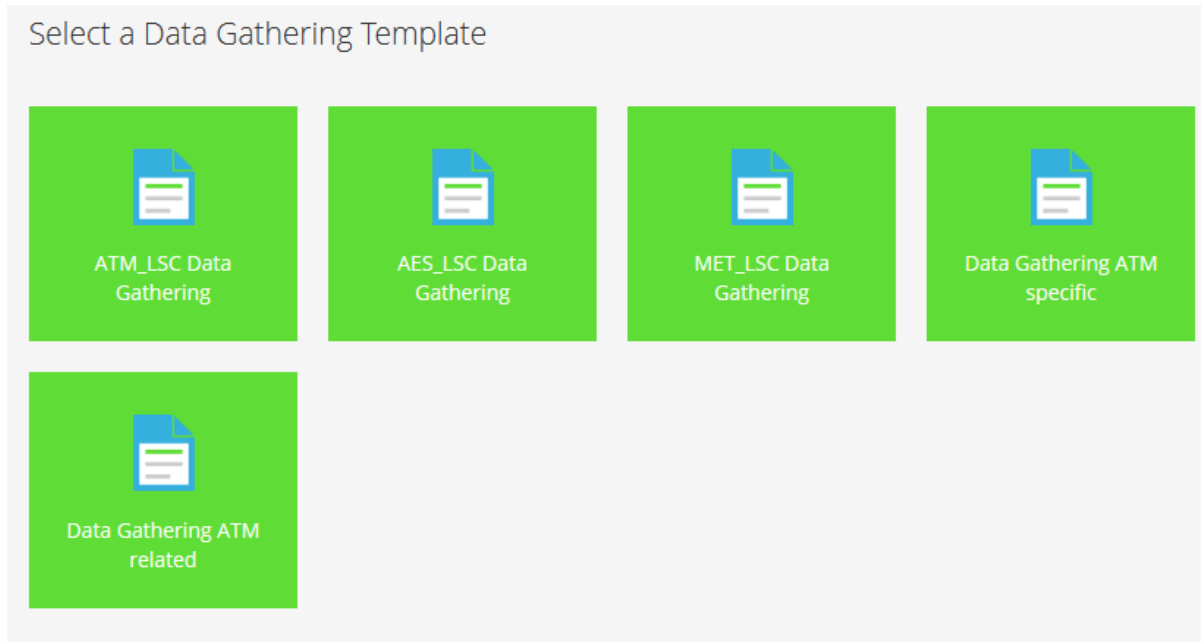 Select a Data Gathering Template
ATM_LSC Data
Gathering
AES_LSC Data
Gathering
MET_LSC Data
Gathering
Data Gathering ATM
specific
Data Gathering ATM
related